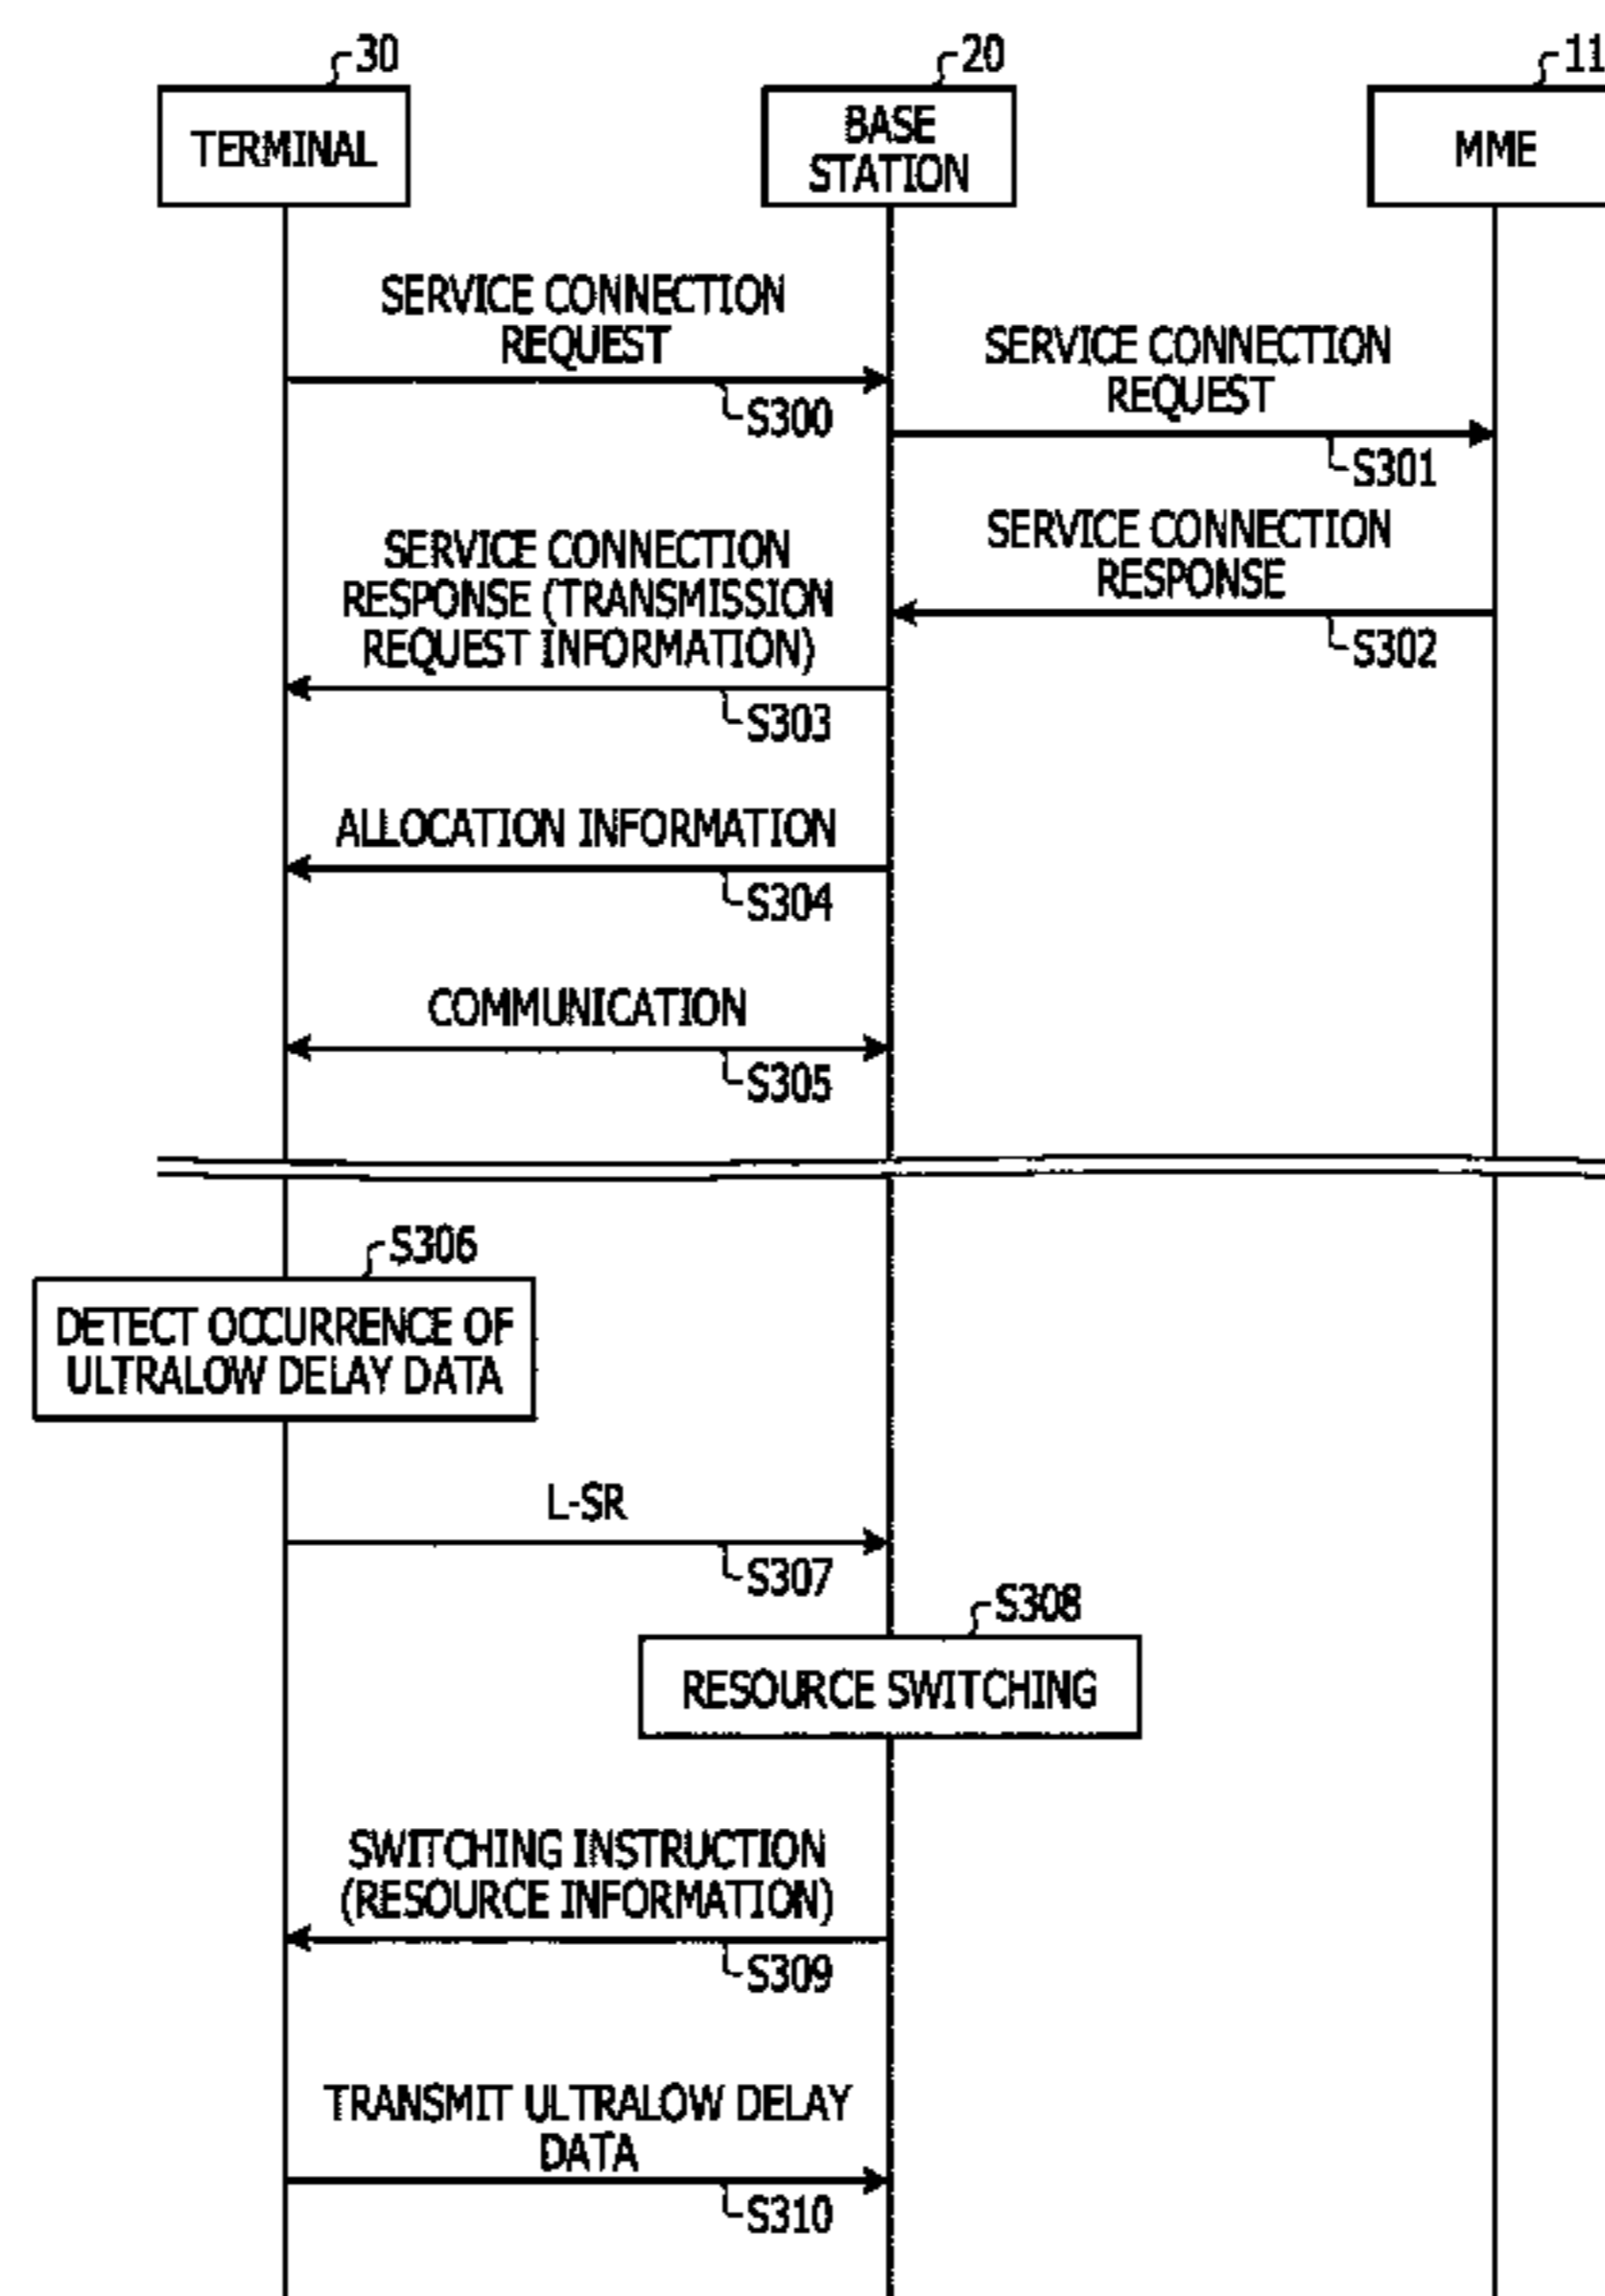 30
20
11
TERMINAL
BASE
STATION
MME
SERVICE CONNECTION
REQUEST
S300
SERVICE CONNECTION
REQUEST
S301
SERVICE CONNECTION
RESPONSE
S302
SERVICE CONNECTION
RESPONSE (TRANSMISSION
REQUEST INFORMATION)
S303
ALLOCATION INFORMATION
S304
COMMUNICATION
S305
S306
DETECT OCCURRENCE OF
ULTRALOW DELAY DATA
L-SR
S307
S308
RESOURCE SWITCHING
SWITCHING INSTRUCTION
(RESOURCE INFORMATION)
S309
TRANSMIT ULTRALOW DELAY
DATA
S310